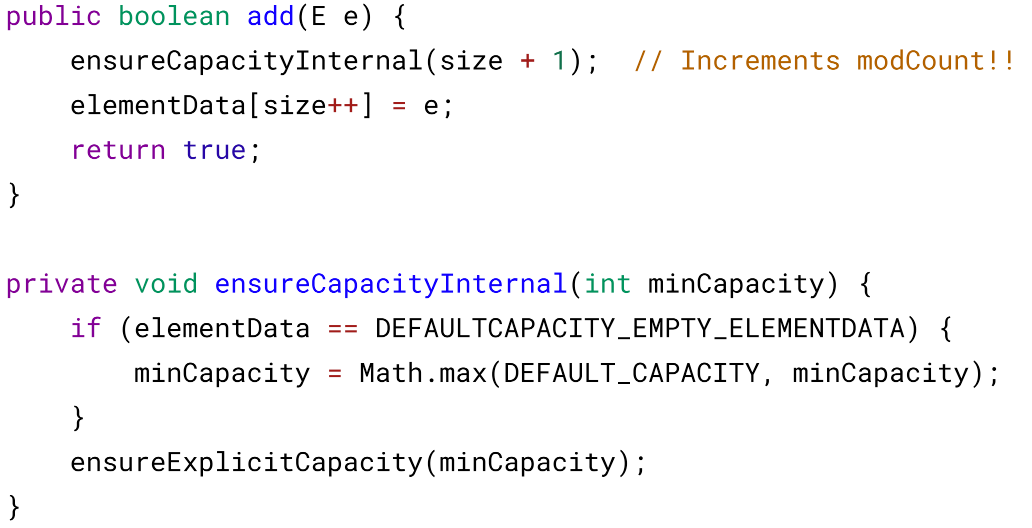 public boolean add(E e) {
    ensureCapacityInternal(size + 1);  // Increments modCount!!
    elementData[size++] = e;
    return true;
}

private void ensureCapacityInternal(int minCapacity) {
    if (elementData == DEFAULTCAPACITY_EMPTY_ELEMENTDATA) {
        minCapacity = Math.max(DEFAULT_CAPACITY, minCapacity);
    }
    ensureExplicitCapacity(minCapacity);
}